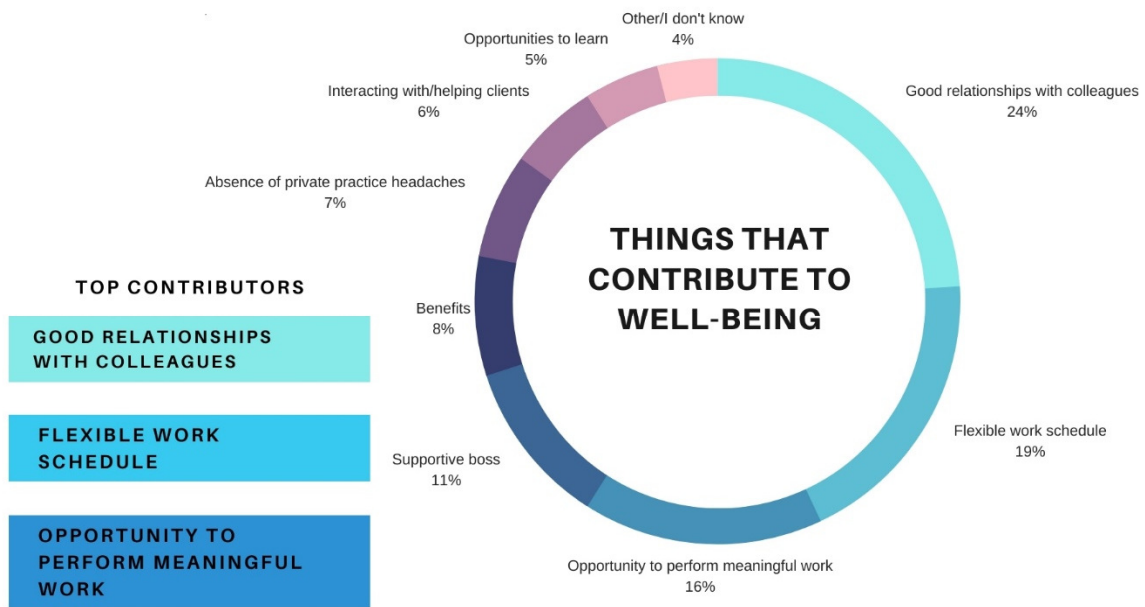 Other/I don't know
4%
Opportunities to learn
5%
Interacting with/helping clients
6%
Absence of private practice headaches
7%
Benefits
8%
Supportive boss
11%
Opportunity to perform meaningful work
16%
Flexible work schedule
19%
Good relationships with colleagues
24%
THINGS THAT
CONTRIBUTE TO
WELL-BEING
TOP CONTRIBUTORS
GOOD RELATIONSHIPS
WITH COLLEAGUES
FLEXIBLE WORK
SCHEDULE
OPPORTUNITY TO
PERFORM MEANINGFUL
WORK